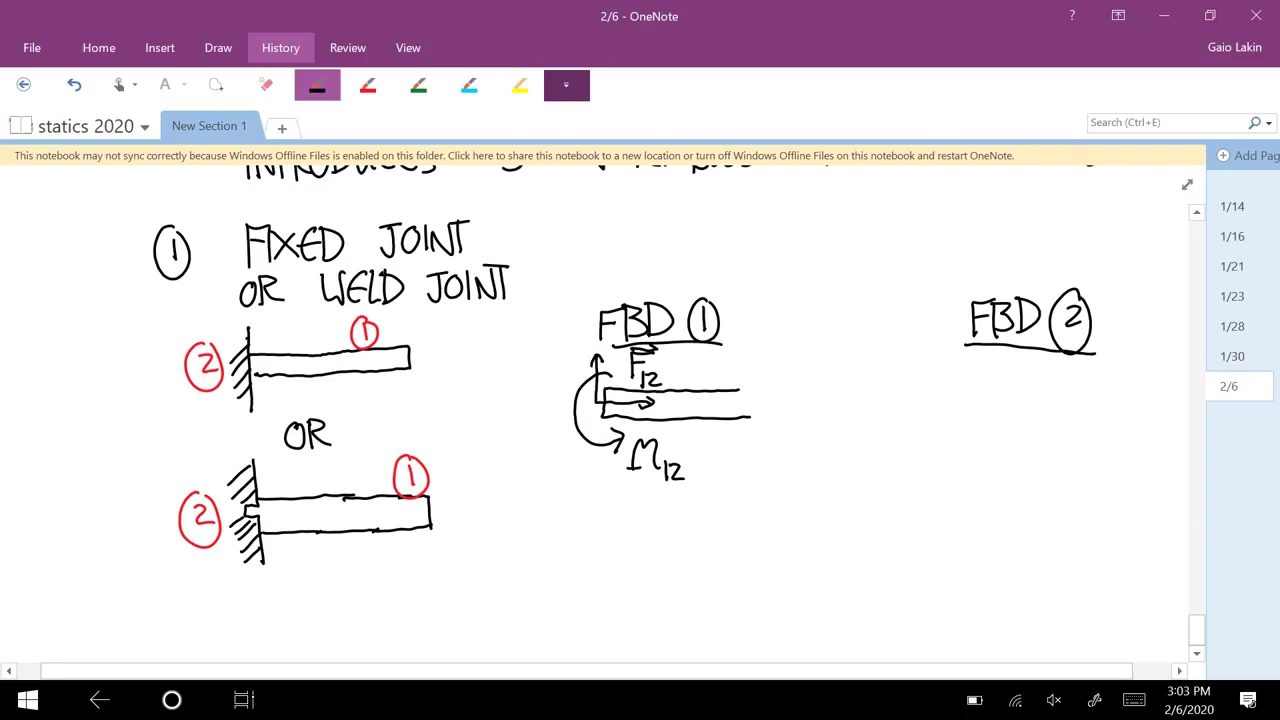 2/6 - OneNote
?
File Home Insert Draw History Review View
Gaio Lakin
A
statics 2020
New Section 1
+
Search (Ctrl+E)
This notebook may not sync correctly because Windows Offline Files is enabled on this folder. Click here to share this notebook to a new location or turn off Windows Offline Files on this notebook and restart OneNote.
Add Pag
1/14
1/16
1/21
1/23
1/28
1/30
2/6
INTRODUCES
1 FIXED JOINT
OR WELD JOINT
1
2
OR
1
2
FBD 1
F12
M12
FBD 2
3:03 PM
2/6/2020